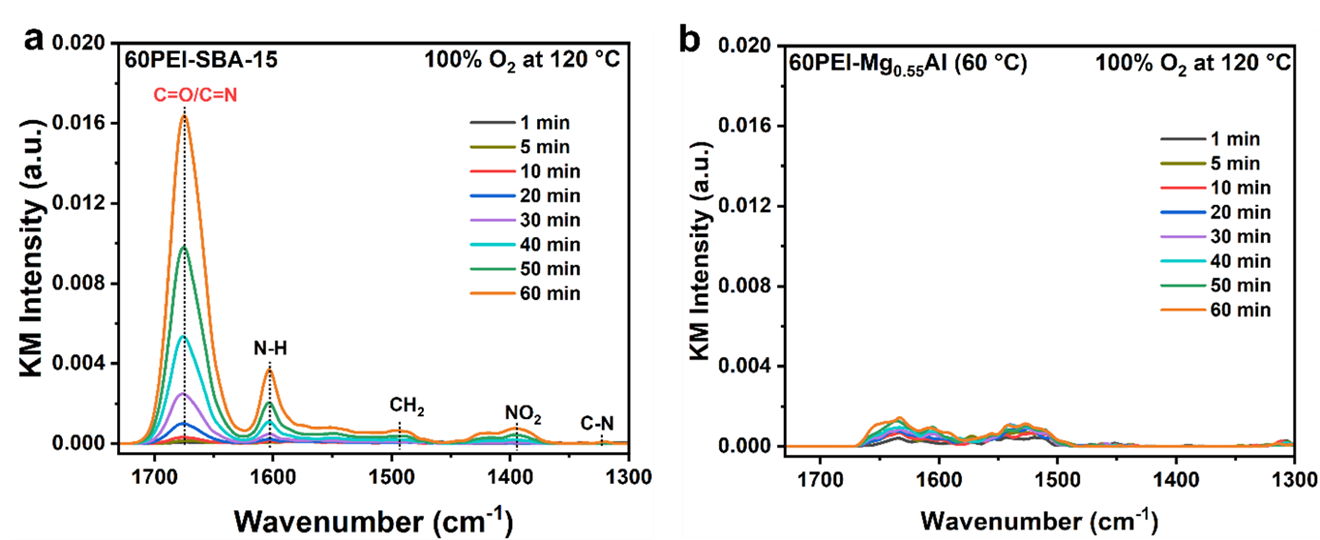 a
60PEI-SBA-15
100% O₂ at 120 °C
C=O/C=N
1 min
5 min
10 min
20 min
30 min
40 min
50 min
60 min
N-H
CH₂
NO₂
C-N
0.020
0.016
0.012
0.008
0.004
0.000
KM Intensity (a.u.)
1700
1600
1500
1400
1300
Wavenumber (cm⁻¹)
b
60PEI-Mg₀.₅₅Al (60 °C)
100% O₂ at 120 °C
1 min
5 min
10 min
20 min
30 min
40 min
50 min
60 min
0.020
0.016
0.012
0.008
0.004
0.000
KM Intensity (a.u.)
1700
1600
1500
1400
1300
Wavenumber (cm⁻¹)